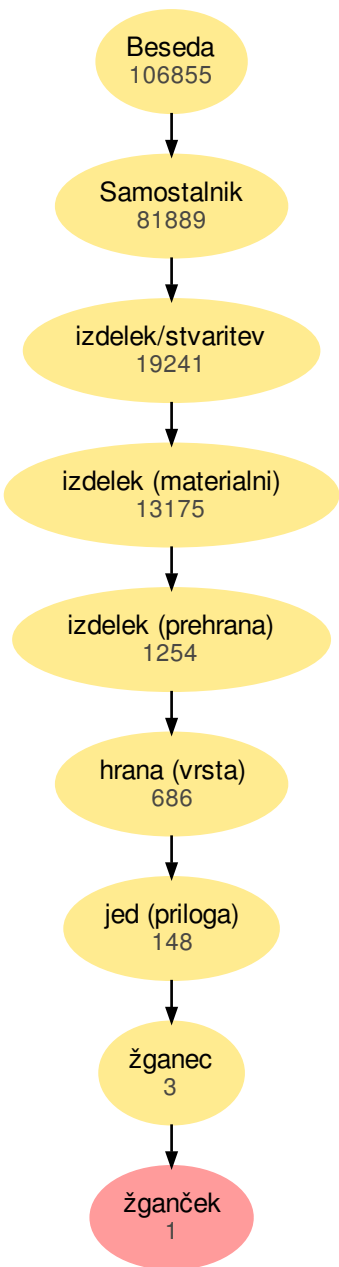 Beseda
106855
Samostalnik
81889
izdelek/stvaritev
19241
izdelek (materialni)
13175
izdelek (prehrana)
1254
hrana (vrsta)
686
jed (priloga)
148
žganec
3
žganček
1